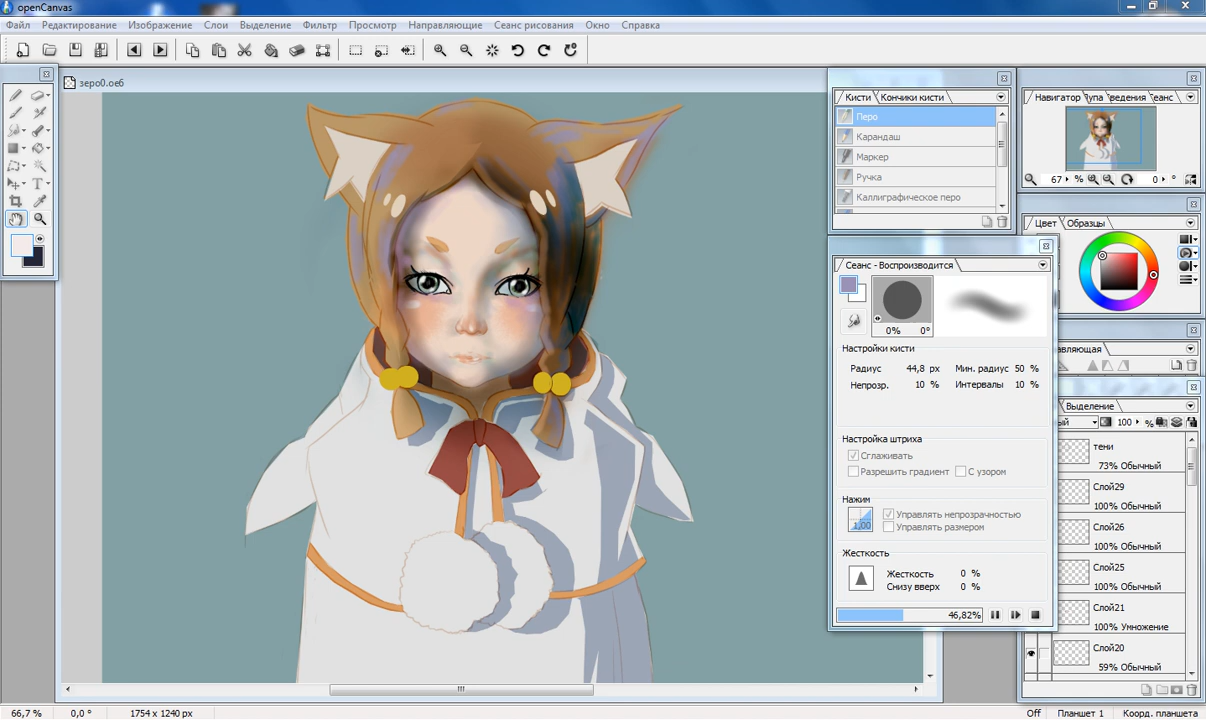 openCanvas
Файл Редактирование Изображение Слои Выделение Фильтр Просмотр Направляющие Сеанс рисования Окно Справка
зеро0.oe6
Кисти Кончики кисти
Перо
Карандаш
Маркер
Ручка
Каллиграфическое перо
Навигатор
67 % 0 °
Цвет Образцы
Сеанс - Воспроизводится
0% 0°
Настройки кисти
Радиус 44,8 px Мин. радиус 50 %
Непрозр. 10 % Интервалы 10 %
Настройка штриха
Сглаживать
Разрешить градиент С узором
Нажим
1,00
Управлять непрозрачностью
Управлять размером
Жесткость
Жесткость 0 %
Снизу вверх 0 %
46,82%
Выделение
100 %
тени
73% Обычный
Слой29
100% Обычный
Слой26
100% Обычный
Слой25
100% Обычный
Слой21
100% Умножение
Слой20
59% Обычный
66,7 % 0,0 ° 1754 x 1240 px Off Планшет 1 Коорд. планшета